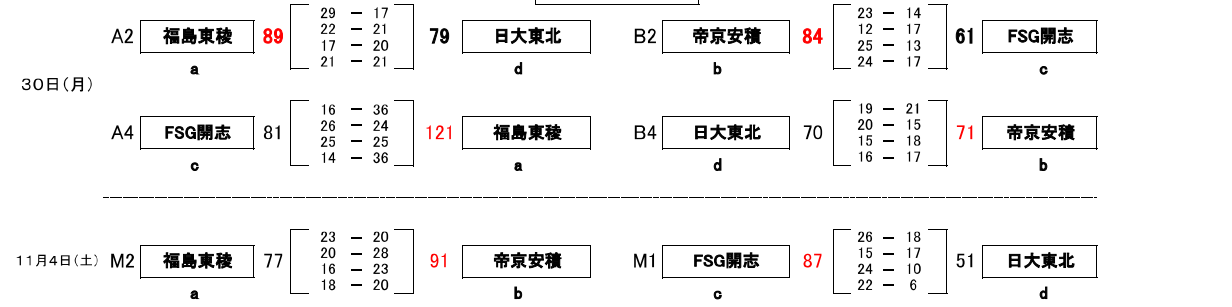 29 － 17
A2 福島東稜 89 22 － 21 79 日大東北
17 － 20
21 － 21
a d
23 － 14
B2 帝京安積 84 12 － 17 61 FSG開志
25 － 13
24 － 17
b c
30日(月)
16 － 36
A4 FSG開志 81 26 － 24 121 福島東稜
25 － 25
14 － 36
c a
19 － 21
B4 日大東北 70 20 － 15 71 帝京安積
15 － 18
16 － 17
d b
11月4日(土)
23 － 20
M2 福島東稜 77 20 － 28 91 帝京安積
16 － 23
18 － 20
a b
26 － 18
M1 FSG開志 87 15 － 17 51 日大東北
24 － 10
22 － 6
c d